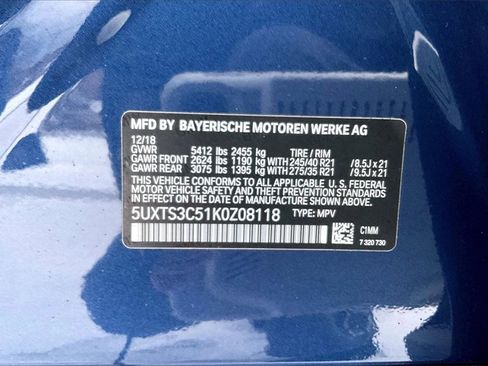 MFD BY BAYERISCHE MOTOREN WERKE AG
12/18
GVWR 5412 lbs 2455 kg TIRE / RIM
GAWR FRONT 2624 lbs 1190 kg WITH 245/40 R21 /8.5J x 21
GAWR REAR 3075 lbs 1395 kg WITH 275/35 R21 /9.5J x 21
THIS VEHICLE CONFORMS TO ALL APPLICABLE U. S. FEDERAL
MOTOR VEHICLE SAFETY STANDARDS IN EFFECT ON THE
DATE OF MANUFACTURE SHOWN ABOVE.
5UXTS3C51K0Z08118 TYPE: MPV
C1MM
7 320 730